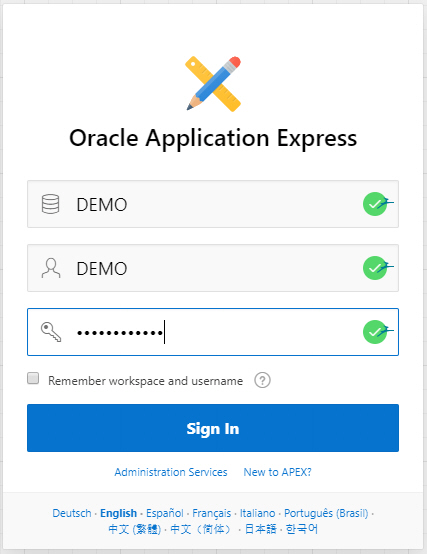 Oracle Application Express
DEMO
DEMO
••••••••••••
Remember workspace and username ?
Sign In
Administration Services New to APEX?
Deutsch · English · Español · Français · Italiano · Português (Brasil) ·
中文 (繁體) · 中文（简体） · 日本語 · 한국어